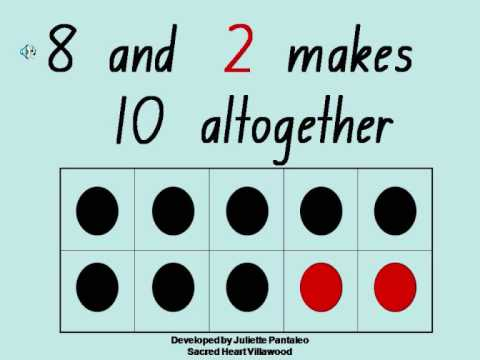 8 and 2 makes
10 altogether
Developed by Juliette Pantaleo
Sacred Heart Villawood